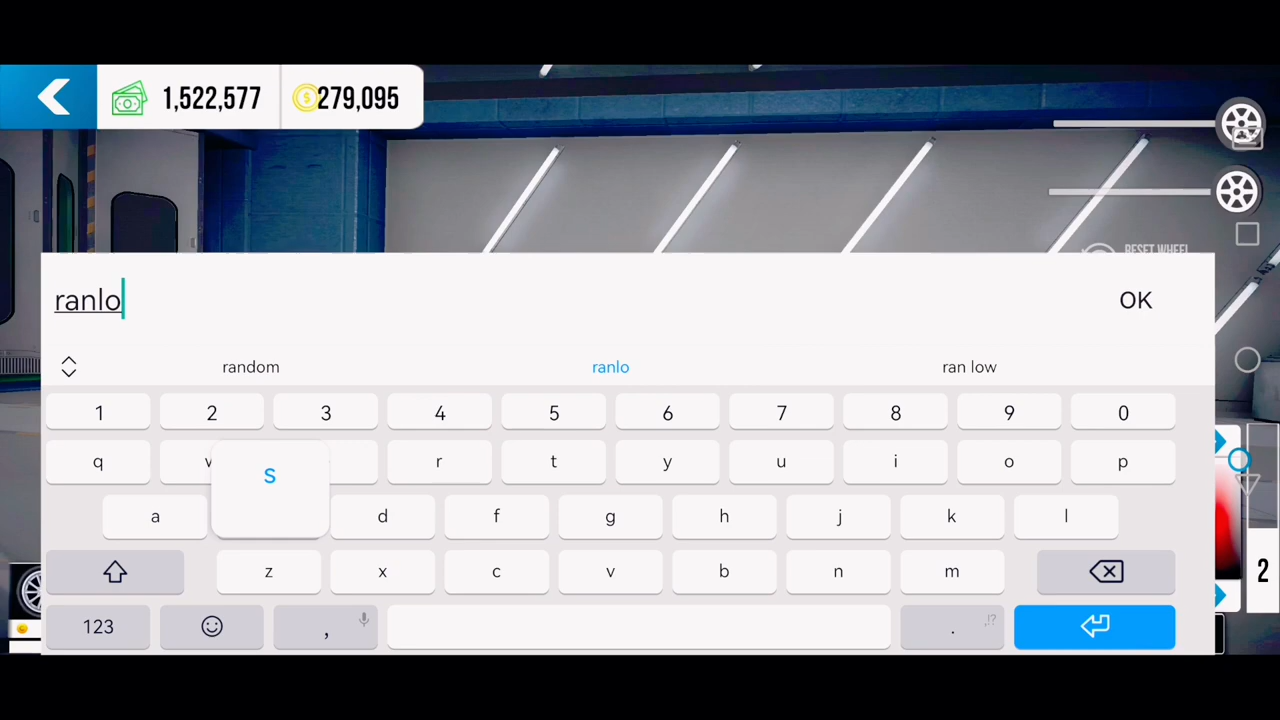 1,522,577 279,095
RESET WHEEL
ranlo OK
random ranlo ran low
1 2 3 4 5 6 7 8 9 0
q r t y u i o p
a s d f g h j k l
z x c v b n m
123 , . ,!?
2